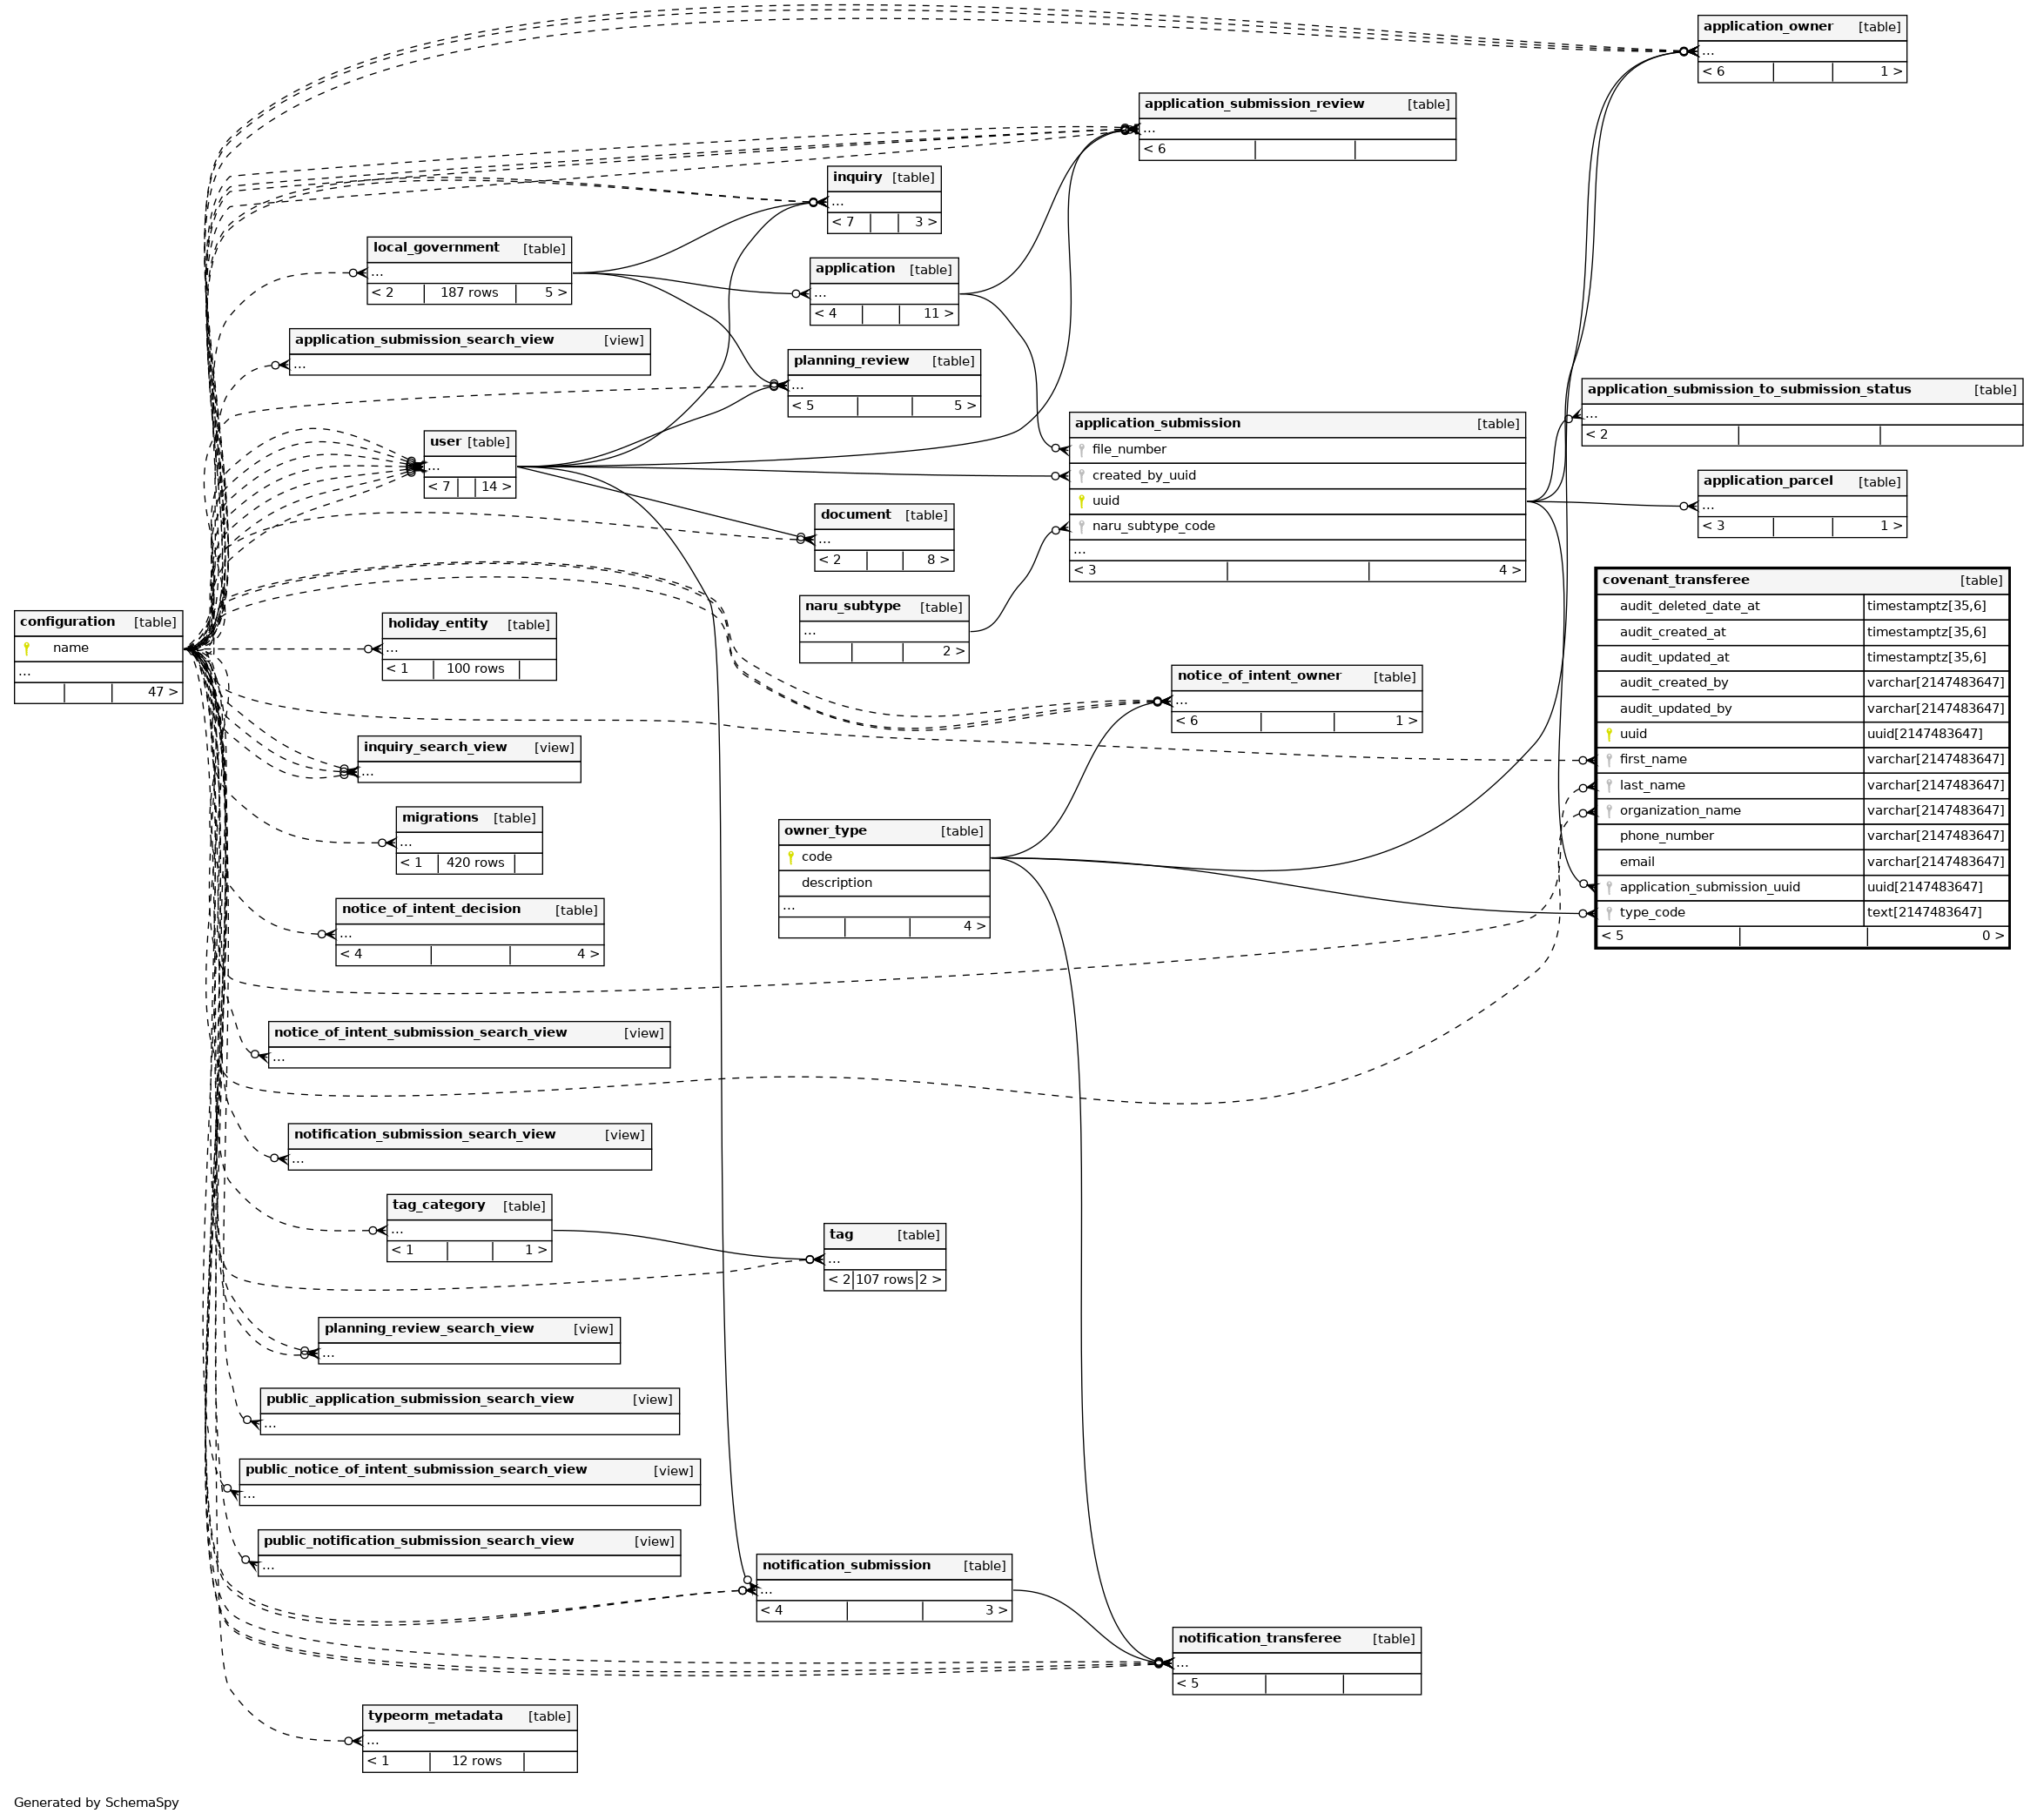 application_owner [table]
...
< 6 1 >
application_submission_review [table]
...
< 6
inquiry [table]
...
< 7 3 >
local_government [table]
...
< 2 187 rows 5 >
application [table]
...
< 4 11 >
application_submission_search_view [view]
...
planning_review [table]
...
< 5 5 >
application_submission_to_submission_status [table]
...
< 2
user [table]
...
< 7 14 >
application_submission [table]
file_number
created_by_uuid
uuid
naru_subtype_code
...
< 3 4 >
application_parcel [table]
...
< 3 1 >
document [table]
...
< 2 8 >
naru_subtype [table]
...
2 >
configuration [table]
name
...
47 >
holiday_entity [table]
...
< 1 100 rows
covenant_transferee [table]
audit_deleted_date_at timestamptz[35,6]
audit_created_at timestamptz[35,6]
audit_updated_at timestamptz[35,6]
audit_created_by varchar[2147483647]
audit_updated_by varchar[2147483647]
uuid uuid[2147483647]
first_name varchar[2147483647]
last_name varchar[2147483647]
organization_name varchar[2147483647]
phone_number varchar[2147483647]
email varchar[2147483647]
application_submission_uuid uuid[2147483647]
type_code text[2147483647]
< 5 0 >
notice_of_intent_owner [table]
...
< 6 1 >
inquiry_search_view [view]
...
migrations [table]
...
< 1 420 rows
owner_type [table]
code
description
...
4 >
notice_of_intent_decision [table]
...
< 4 4 >
notice_of_intent_submission_search_view [view]
...
notification_submission_search_view [view]
...
tag_category [table]
...
< 1 1 >
tag [table]
...
< 2 107 rows 2 >
planning_review_search_view [view]
...
public_application_submission_search_view [view]
...
public_notice_of_intent_submission_search_view [view]
...
public_notification_submission_search_view [view]
...
notification_submission [table]
...
< 4 3 >
notification_transferee [table]
...
< 5
typeorm_metadata [table]
...
< 1 12 rows
Generated by SchemaSpy